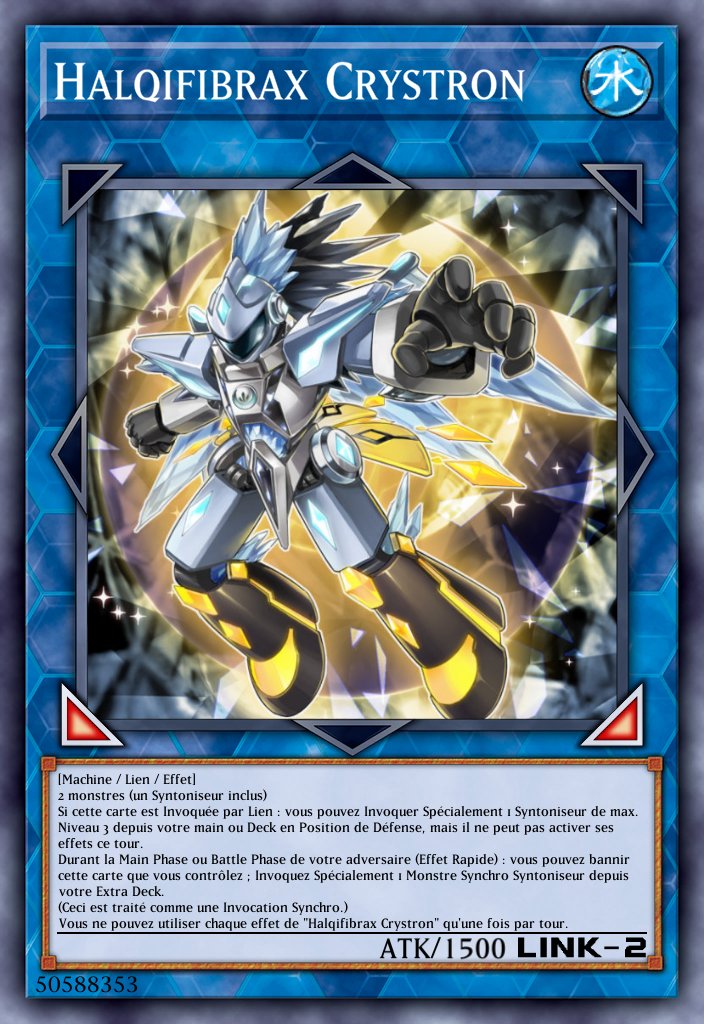 Halqifibrax Crystron
水
[Machine / Lien / Effet]
2 monstres (un Syntoniseur inclus)
Si cette carte est Invoquée par Lien : vous pouvez Invoquer Spécialement 1 Syntoniseur de max.
Niveau 3 depuis votre main ou Deck en Position de Défense, mais il ne peut pas activer ses
effets ce tour.
Durant la Main Phase ou Battle Phase de votre adversaire (Effet Rapide) : vous pouvez bannir
cette carte que vous contrôlez ; Invoquez Spécialement 1 Monstre Synchro Syntoniseur depuis
votre Extra Deck.
(Ceci est traité comme une Invocation Synchro.)
Vous ne pouvez utiliser chaque effet de "Halqifibrax Crystron" qu'une fois par tour.
ATK/1500 LINK-2
50588353